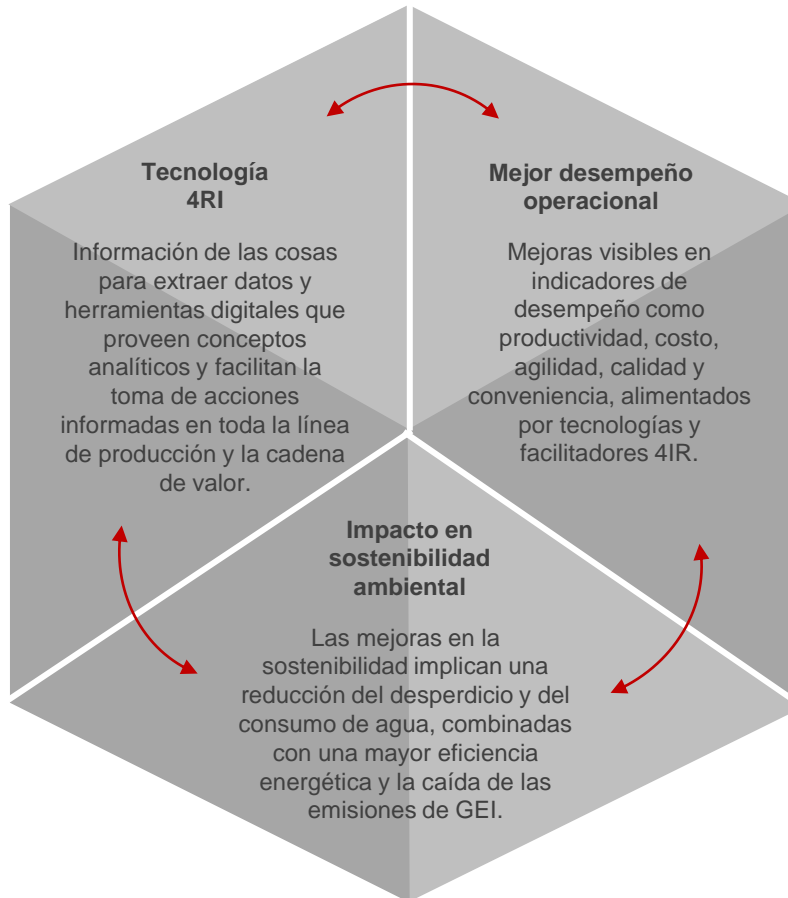 Tecnología
4RI
Información de las cosas
para extraer datos y
herramientas digitales que
proveen conceptos
analíticos y facilitan la
toma de acciones
informadas en toda la línea
de producción y la cadena
de valor.
Mejor desempeño
operacional
Mejoras visibles en
indicadores de
desempeño como
productividad, costo,
agilidad, calidad y
conveniencia, alimentados
por tecnologías y
facilitadores 4IR.
Impacto en
sostenibilidad
ambiental
Las mejoras en la
sostenibilidad implican una
reducción del desperdicio y del
consumo de agua, combinadas
con una mayor eficiencia
energética y la caída de las
emisiones de GEI.